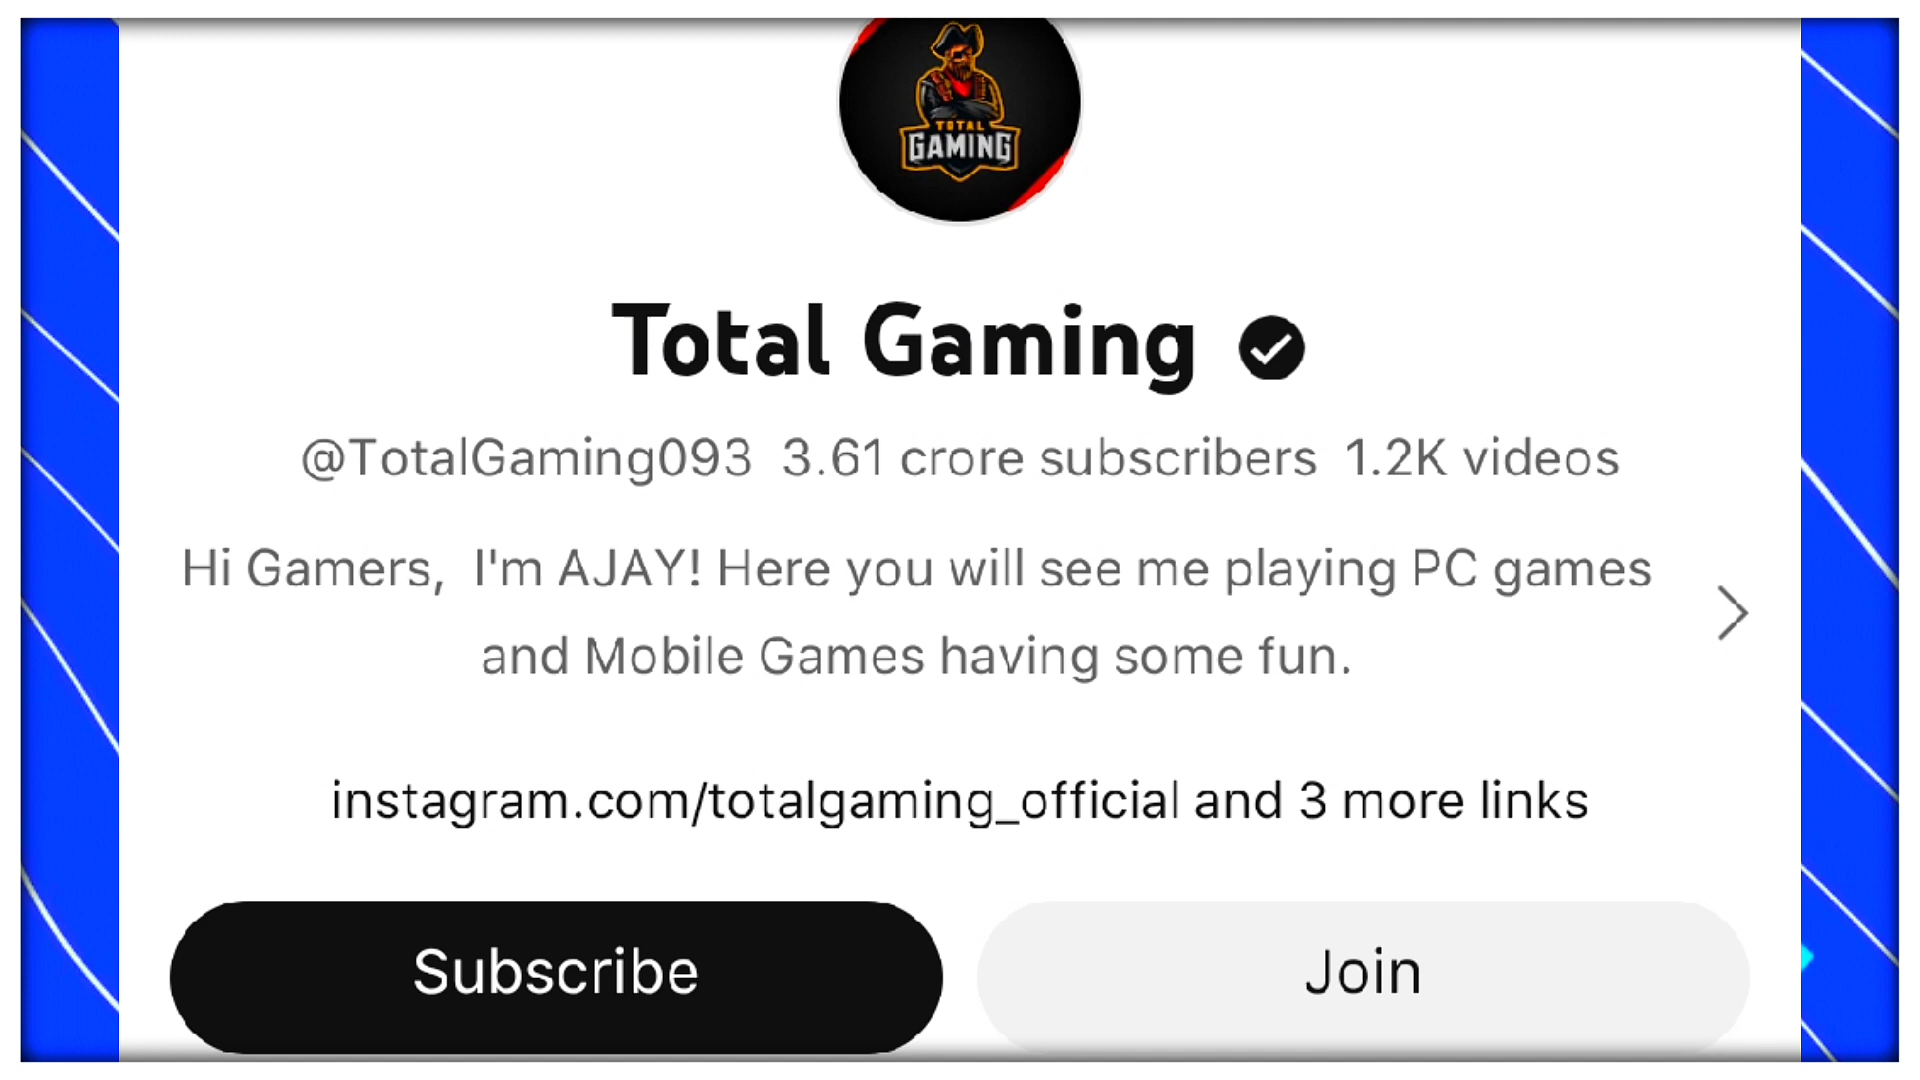 TOTAL
GAMING
Total Gaming
@TotalGaming093 3.61 crore subscribers 1.2K videos
Hi Gamers, I'm AJAY! Here you will see me playing PC games
and Mobile Games having some fun.
instagram.com/totalgaming_official and 3 more links
Subscribe
Join